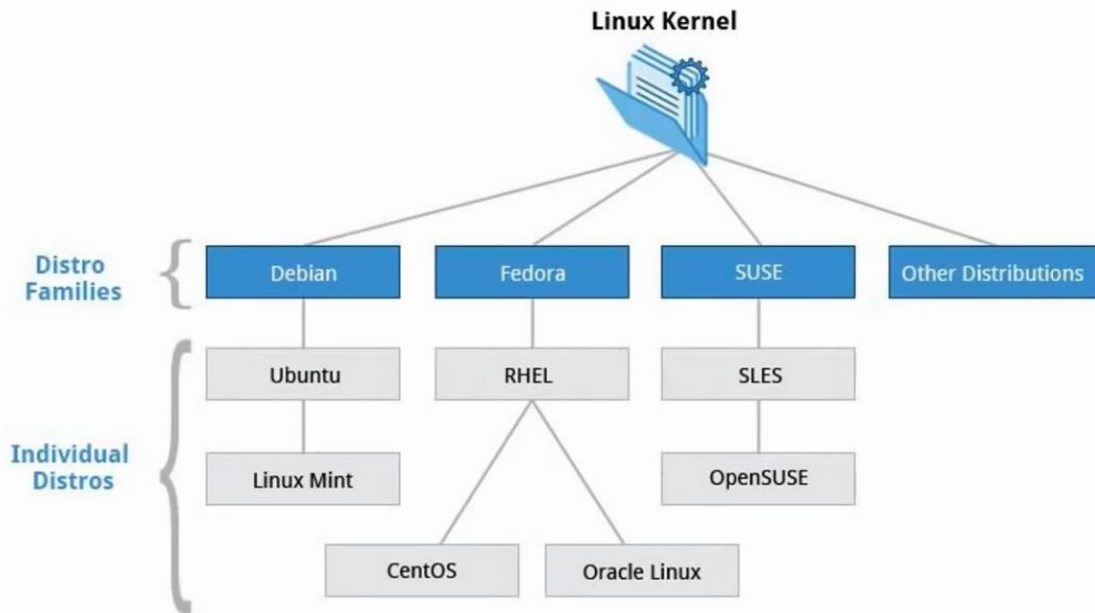 Linux Kernel
Distro
Families
Debian
Fedora
SUSE
Other Distributions
Individual
Distros
Ubuntu
RHEL
SLES
Linux Mint
OpenSUSE
CentOS
Oracle Linux